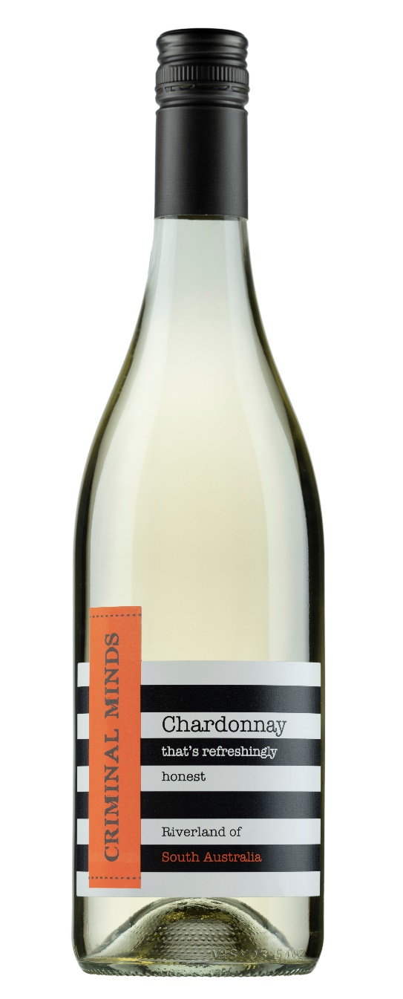 CRIMINAL MINDS
Chardonnay
that's refreshingly
honest
Riverland of
South Australia